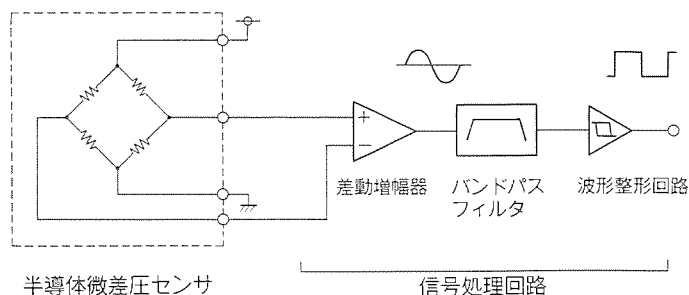 差動増幅器
バンドパス
フィルタ
波形整形回路
半導体微差圧センサ
信号処理回路